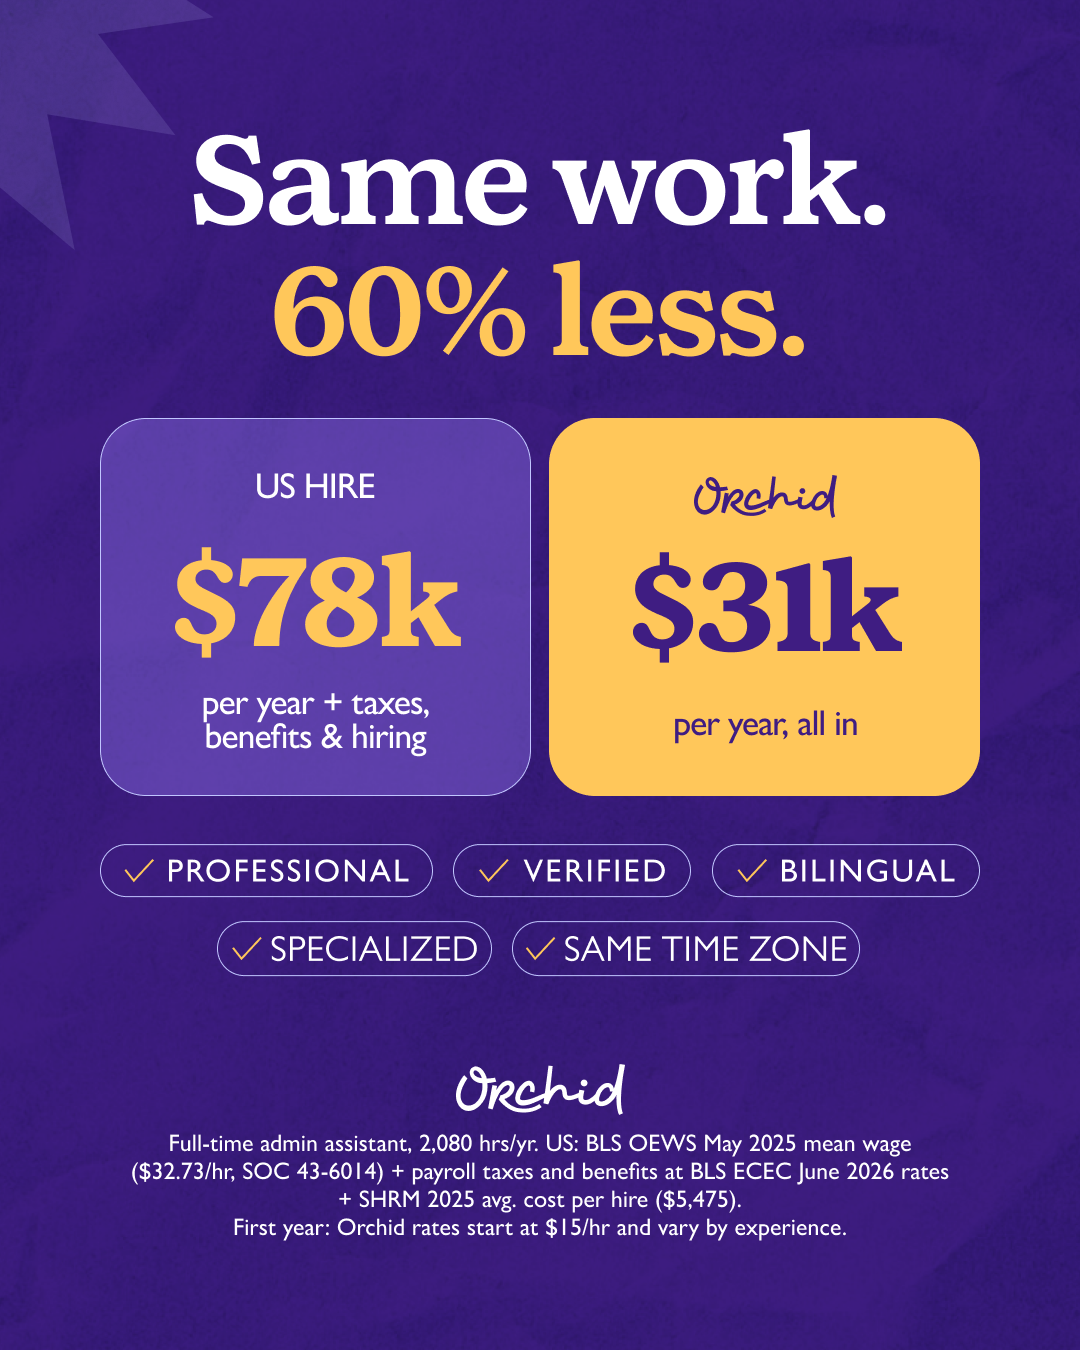 Same work.
60% less.
US HIRE
$78k
per year + taxes,
benefits & hiring
Orchid
$31k
per year, all in
PROFESSIONAL
VERIFIED
BILINGUAL
SPECIALIZED
SAME TIME ZONE
Orchid
Full-time admin assistant, 2,080 hrs/yr. US: BLS OEWS May 2025 mean wage
($32.73/hr, SOC 43-6014) + payroll taxes and benefits at BLS ECEC June 2026 rates
+ SHRM 2025 avg. cost per hire ($5,475).
First year: Orchid rates start at $15/hr and vary by experience.